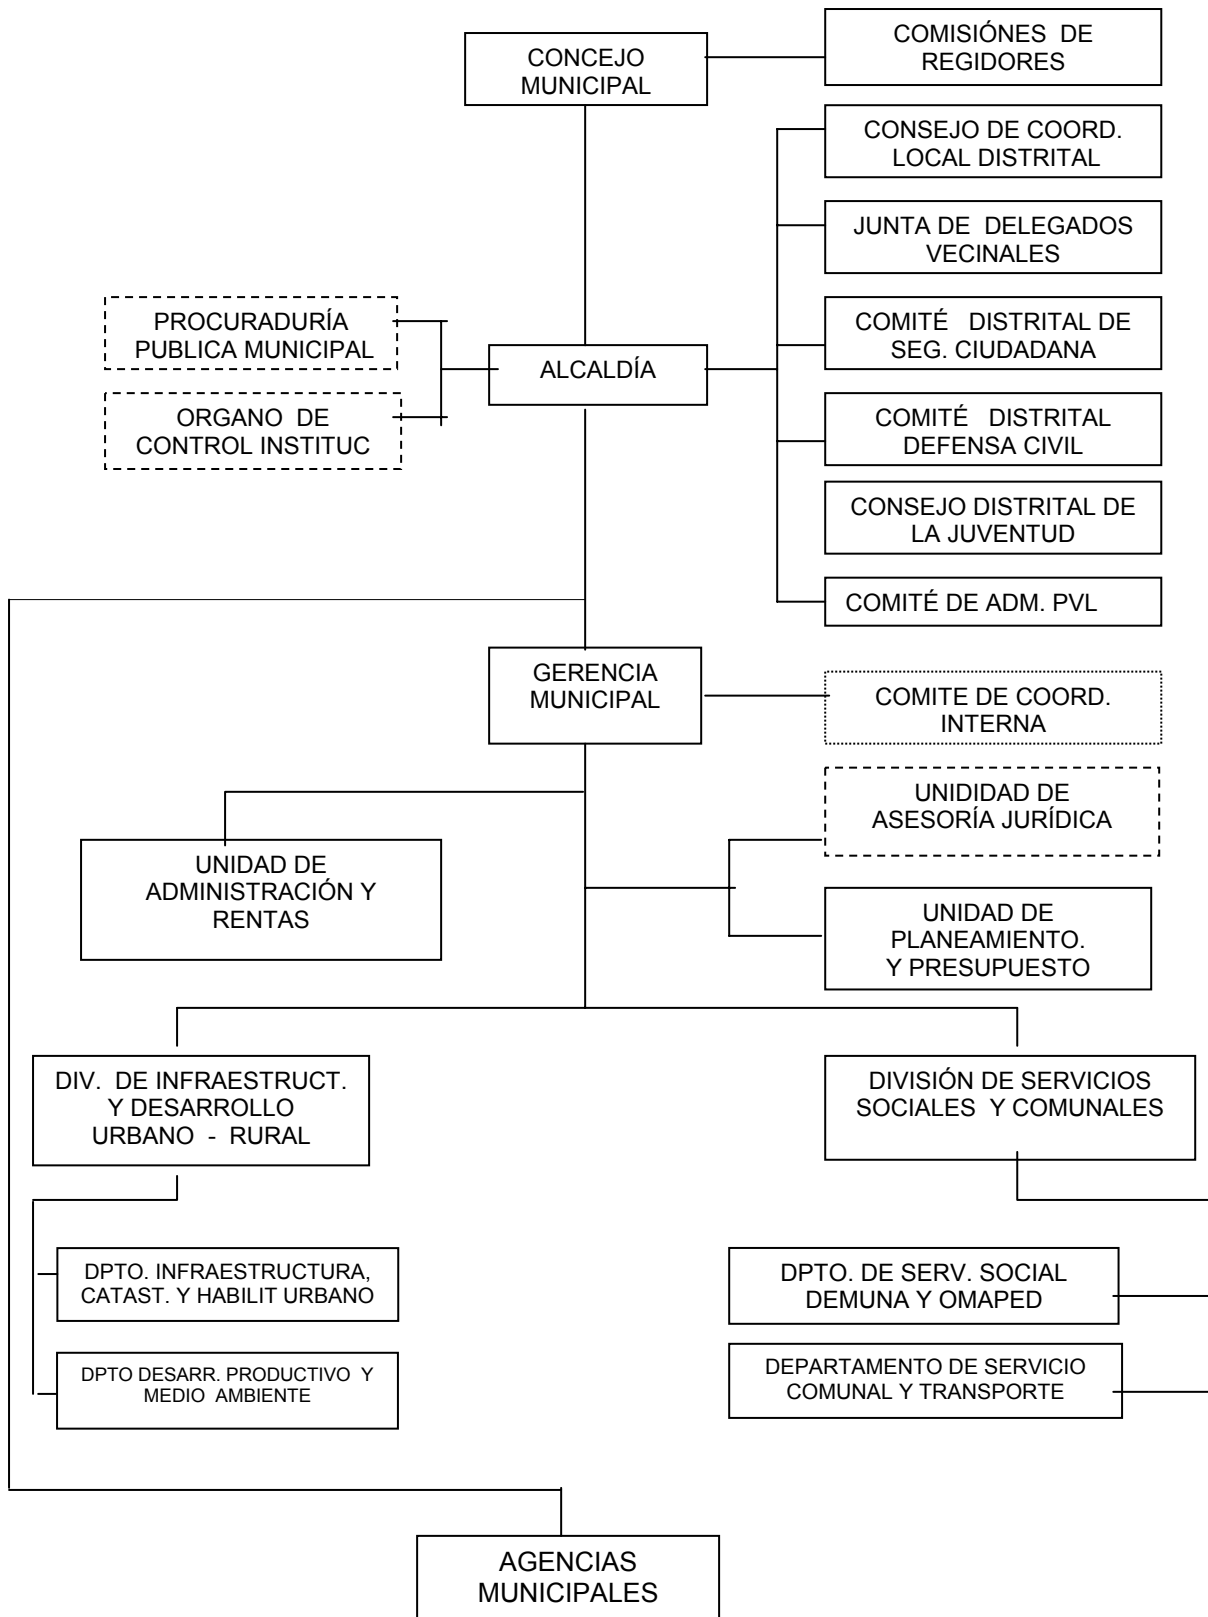 CONCEJO
MUNICIPAL
COMISIÓNES DE
REGIDORES
CONSEJO DE COORD.
LOCAL DISTRITAL
JUNTA DE DELEGADOS
VECINALES
PROCURADURÍA
PUBLICA MUNICIPAL
COMITÉ DISTRITAL DE
SEG. CIUDADANA
ALCALDÍA
ORGANO DE
CONTROL INSTITUC
COMITÉ DISTRITAL
DEFENSA CIVIL
CONSEJO DISTRITAL DE
LA JUVENTUD
COMITÉ DE ADM. PVL
GERENCIA
MUNICIPAL
COMITE DE COORD.
INTERNA
UNIDIDAD DE
ASESORÍA JURÍDICA
UNIDAD DE
ADMINISTRACIÓN Y
RENTAS
UNIDAD DE
PLANEAMIENTO.
Y PRESUPUESTO
DIV. DE INFRAESTRUCT.
Y DESARROLLO
URBANO - RURAL
DIVISIÓN DE SERVICIOS
SOCIALES Y COMUNALES
DPTO. INFRAESTRUCTURA,
CATAST. Y HABILIT URBANO
DPTO. DE SERV. SOCIAL
DEMUNA Y OMAPED
DPTO DESARR. PRODUCTIVO Y
MEDIO AMBIENTE
DEPARTAMENTO DE SERVICIO
COMUNAL Y TRANSPORTE
AGENCIAS
MUNICIPALES